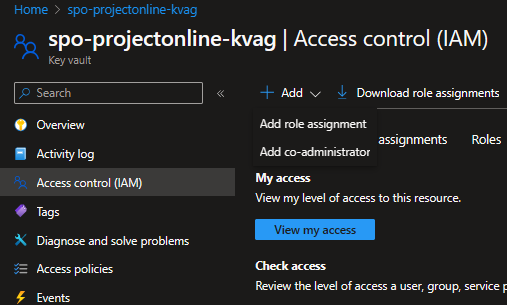 Home > spo-projectonline-kvag
spo-projectonline-kvag | Access control (IAM)
Key vault
Search
«
+ Add
Download role assignments
Overview
Activity log
Access control (IAM)
Tags
Diagnose and solve problems
Access policies
Events
Add role assignment
Add co-administrator
assignments
Roles
My access
View my level of access to this resource.
View my access
Check access
Review the level of access a user, group, service p